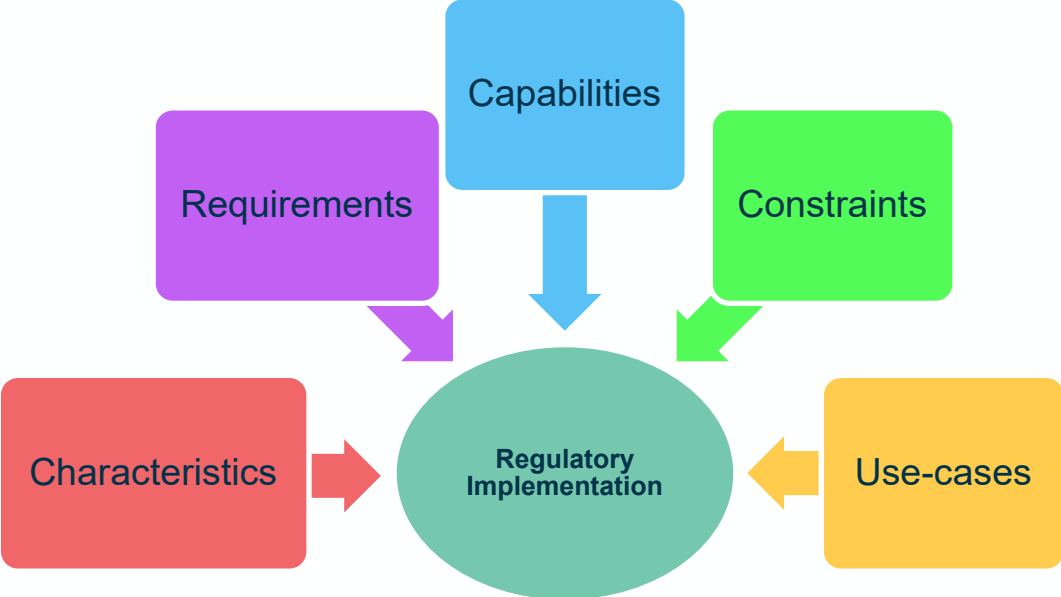 Capabilities
Requirements
Constraints
Characteristics
Regulatory
Implementation
Use-cases